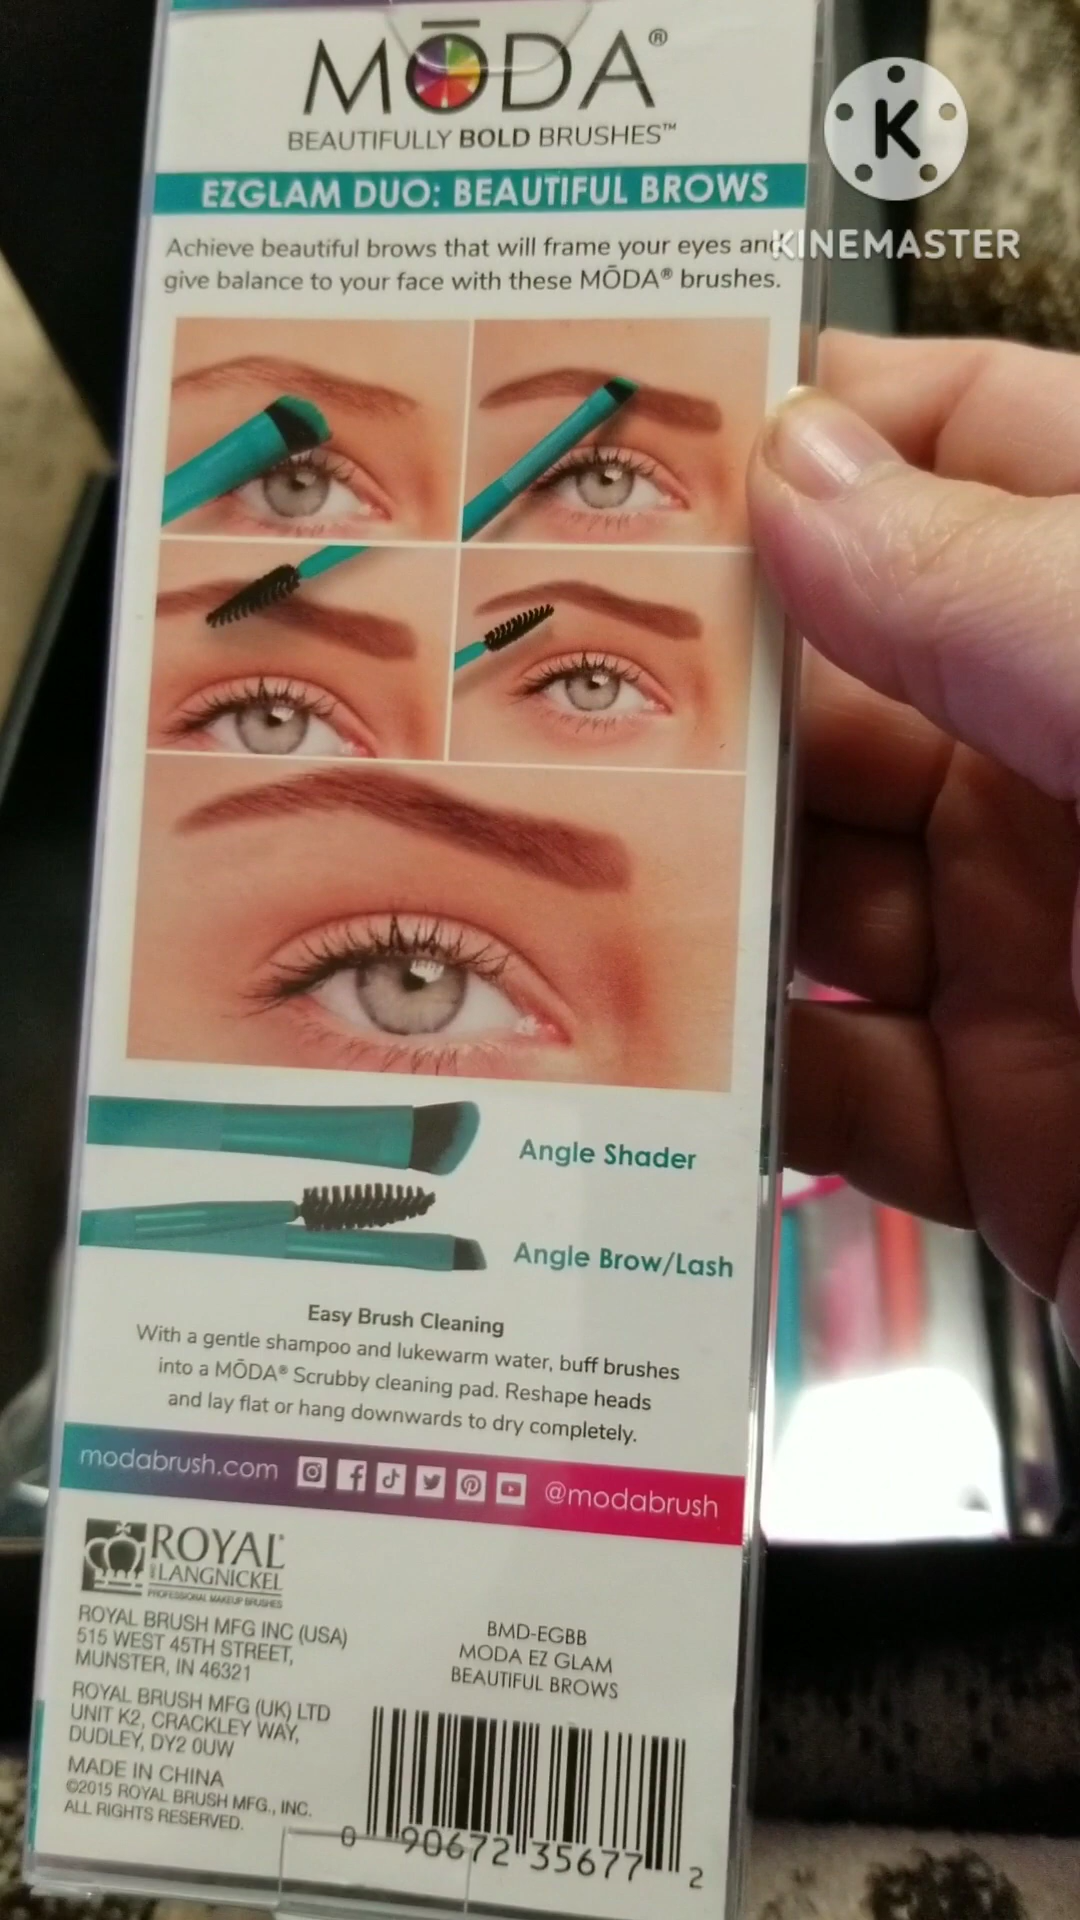 MŌDA®
BEAUTIFULLY BOLD BRUSHES™
K
KINEMASTER
EZGLAM DUO: BEAUTIFUL BROWS
Achieve beautiful brows that will frame your eyes and
give balance to your face with these MŌDA® brushes.
Angle Shader
Angle Brow/Lash
Easy Brush Cleaning
With a gentle shampoo and lukewarm water, buff brushes
into a MŌDA® Scrubby cleaning pad. Reshape heads
and lay flat or hang downwards to dry completely.
modabrush.com @modabrush
ROYAL®
LANGNICKEL
PROFESSIONAL MAKEUP BRUSHES
ROYAL BRUSH MFG INC (USA)
515 WEST 45TH STREET,
MUNSTER, IN 46321
ROYAL BRUSH MFG (UK) LTD
UNIT K2, CRACKLEY WAY,
DUDLEY, DY2 0UW
MADE IN CHINA
©2015 ROYAL BRUSH MFG., INC.
ALL RIGHTS RESERVED.
BMD-EGBB
MODA EZ GLAM
BEAUTIFUL BROWS
0 90672 35677 2